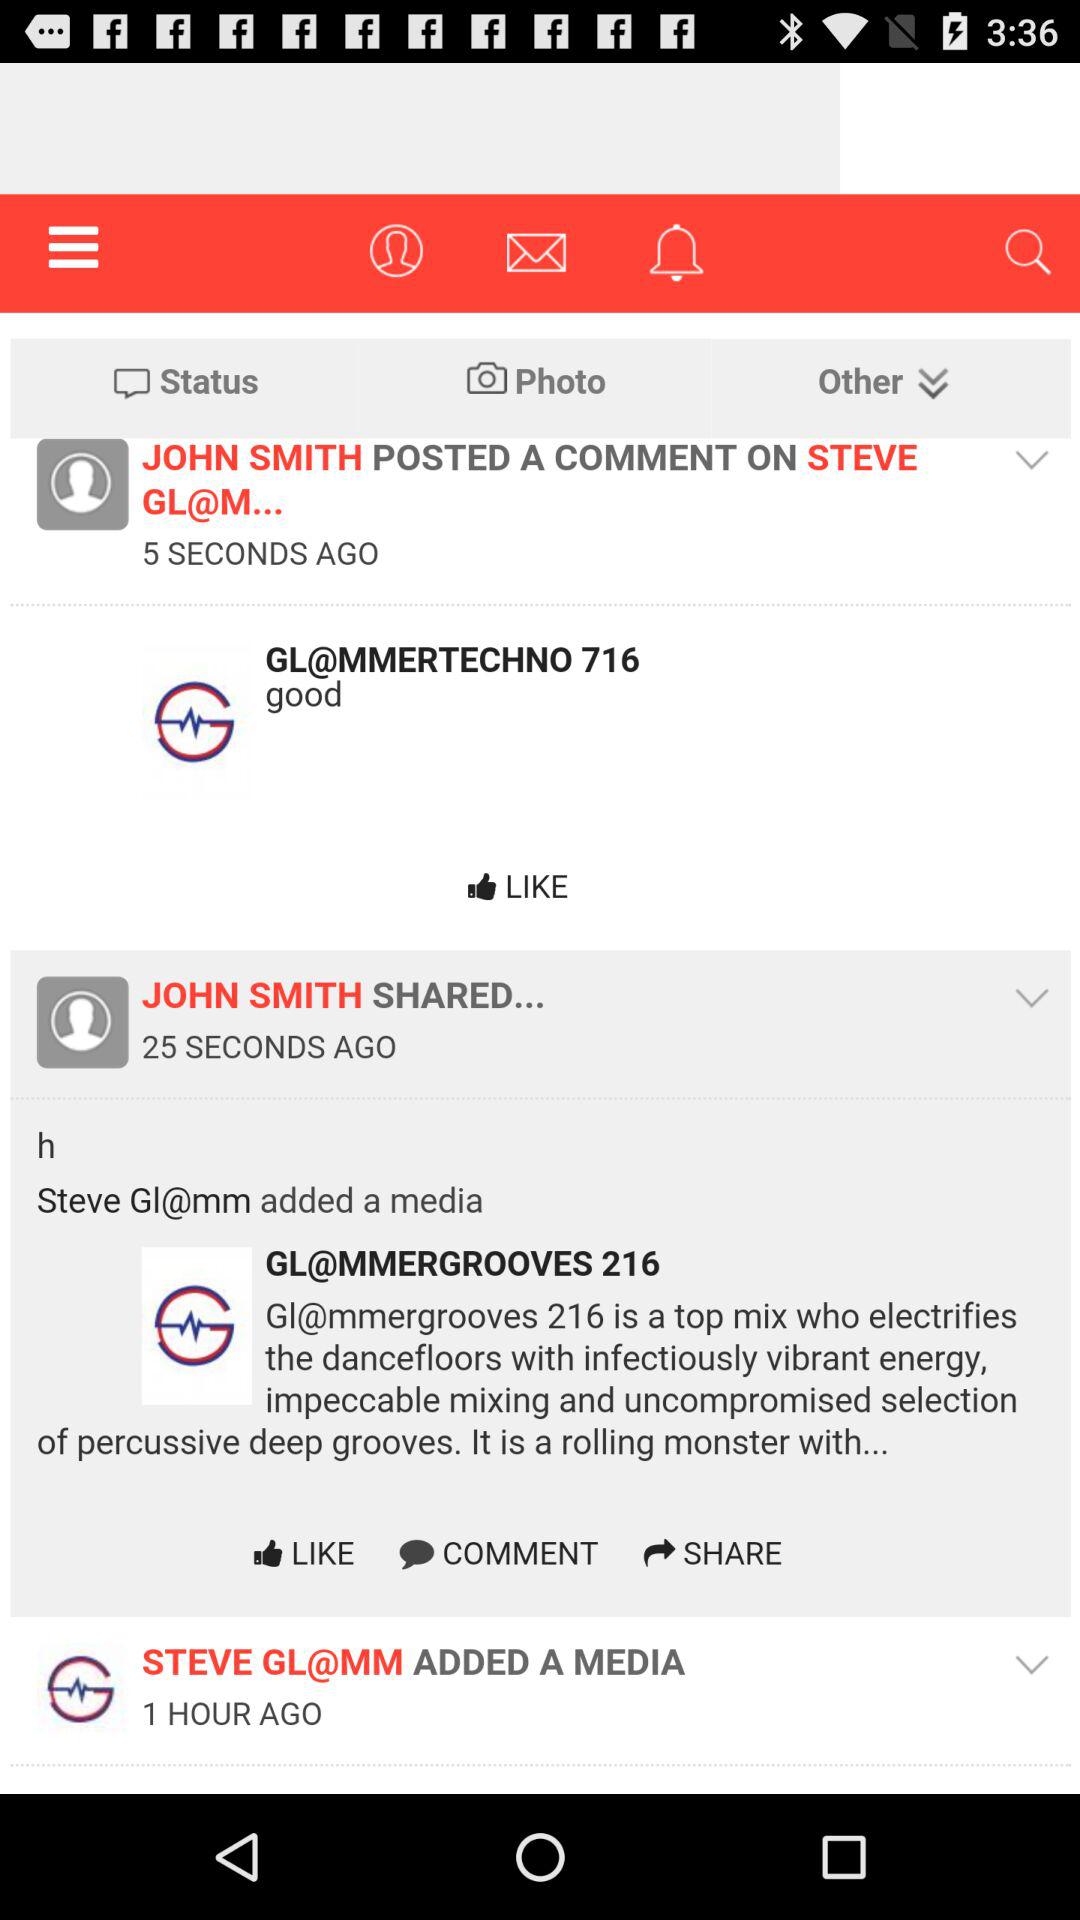 3:36
Status Photo Other
JOHN SMITH POSTED A COMMENT ON STEVE
GL@M...
5 SECONDS AGO
GL@MMERTECHNO 716
good
LIKE
JOHN SMITH SHARED...
25 SECONDS AGO
h
Steve Gl@mm added a media
GL@MMERGROOVES 216
Gl@mmergrooves 216 is a top mix who electrifies
the dancefloors with infectiously vibrant energy,
impeccable mixing and uncompromised selection
of percussive deep grooves. It is a rolling monster with...
LIKE COMMENT SHARE
STEVE GL@MM ADDED A MEDIA
1 HOUR AGO